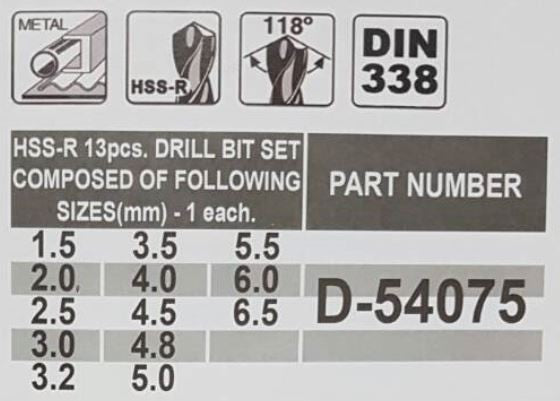 METAL
HSS-R
118°
DIN
338
HSS-R 13pcs. DRILL BIT SET
COMPOSED OF FOLLOWING
SIZES(mm) - 1 each.
PART NUMBER
1.5 3.5 5.5
2.0 4.0 6.0
2.5 4.5 6.5
3.0 4.8
3.2 5.0
D-54075